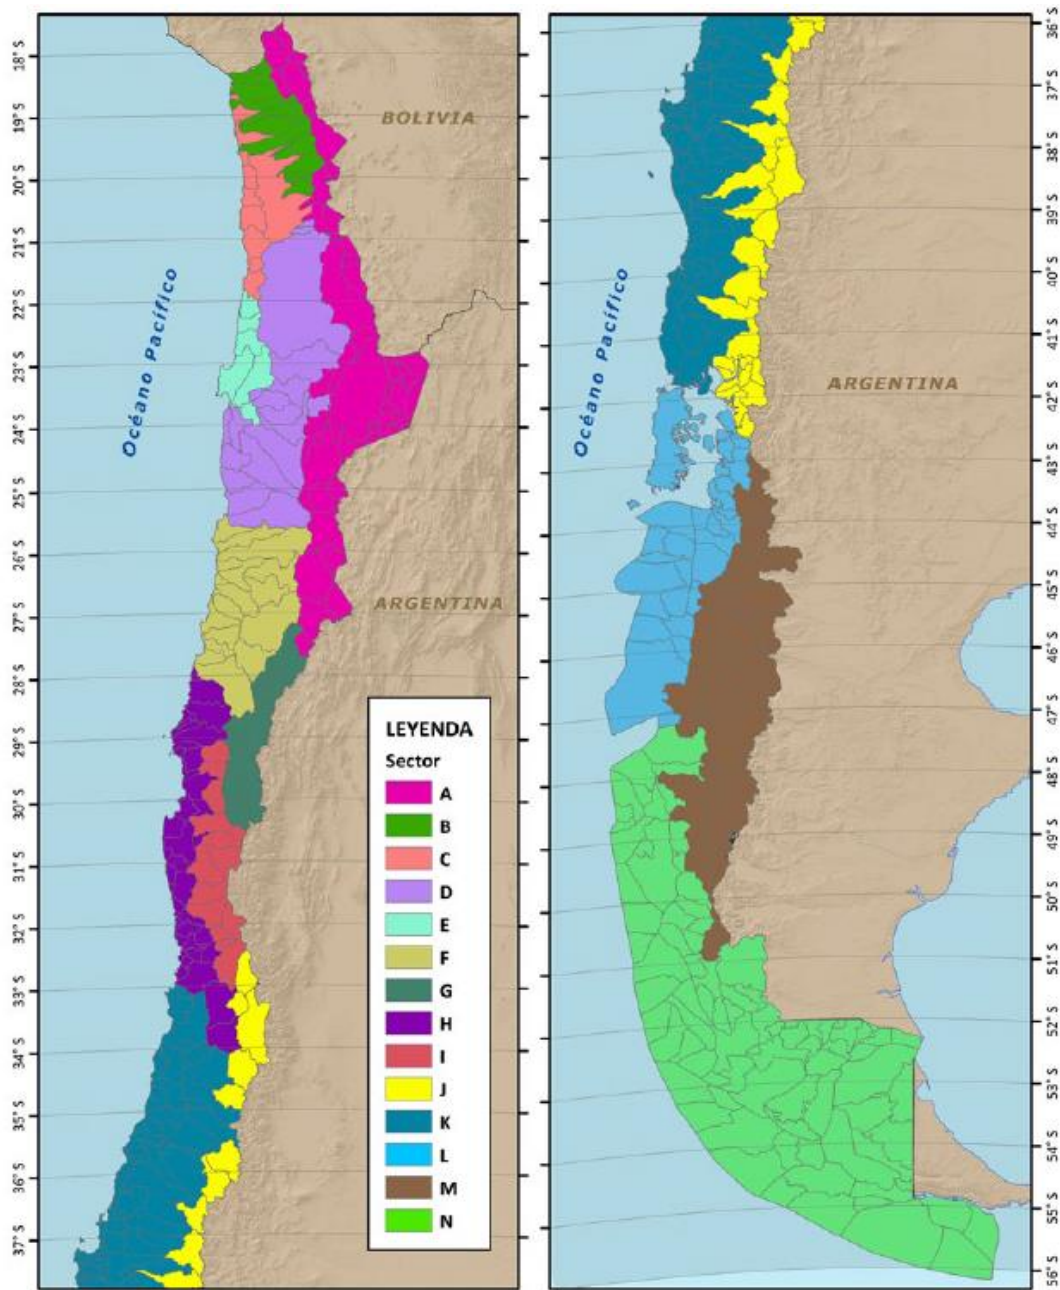 18° S
19° S
20° S
21° S
22° S
23° S
24° S
25° S
26° S
27° S
28° S
29° S
30° S
31° S
32° S
33° S
34° S
35° S
36° S
37° S
BOLIVIA
Océano Pacífico
ARGENTINA
LEYENDA
Sector
A
B
C
D
E
F
G
H
I
J
K
L
M
N
Océano Pacífico
ARGENTINA
36° S
37° S
38° S
39° S
40° S
41° S
42° S
43° S
44° S
45° S
46° S
47° S
48° S
49° S
50° S
51° S
52° S
53° S
54° S
55° S
56° S